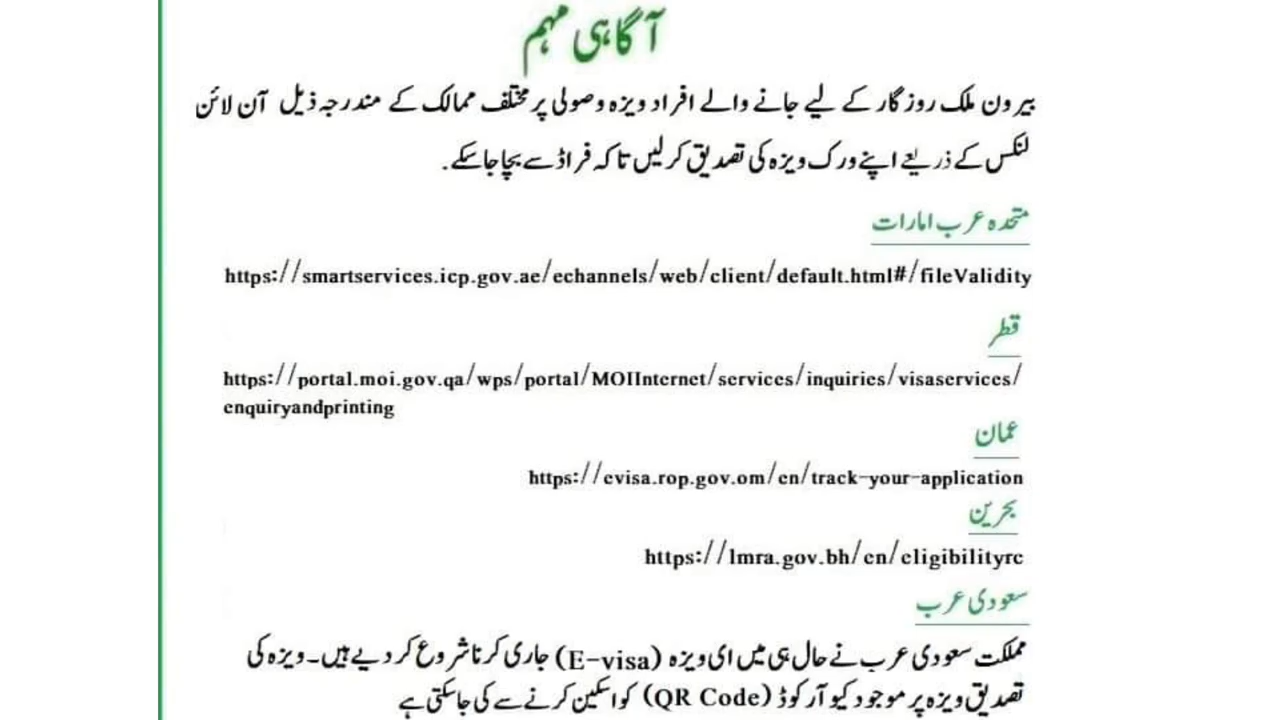 آگاہی مہم
بیرون ملک روزگار کے لیے جانے والے افراد ویزہ وصولی پر مختلف ممالک کے مندرجہ ذیل آن لائن
لنکس کے ذریعے اپنے ورک ویزہ کی تصدیق کر لیں تاکہ فراڈ سے بچا جا سکے.
متحدہ عرب امارات
https://smartservices.icp.gov.ae/echannels/web/client/default.html#/fileValidity
قطر
https://portal.moi.gov.qa/wps/portal/MOIInternet/services/inquiries/visaservices/
enquiryandprinting
عمان
https://evisa.rop.gov.om/en/track-your-application
بحرین
https://lmra.gov.bh/en/eligibilityrc
سعودی عرب
مملکت سعودی عرب نے حال ہی میں ای ویزہ (E-visa) جاری کرنا شروع کر دیے ہیں۔ ویزہ کی
تصدیق ویزہ پر موجود کیو آر کوڈ (QR Code) کو اسکین کرنے سے کی جا سکتی ہے